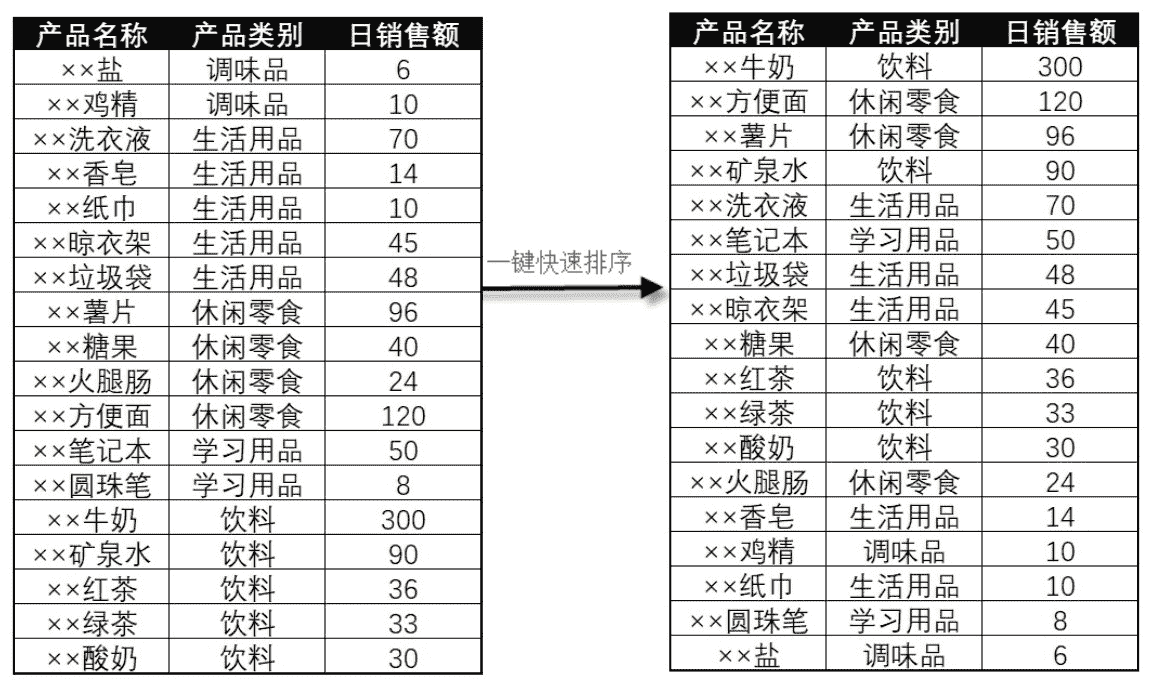 产品名称 产品类别 日销售额
××盐 调味品 6
××鸡精 调味品 10
××洗衣液 生活用品 70
××香皂 生活用品 14
××纸巾 生活用品 10
××晾衣架 生活用品 45
××垃圾袋 生活用品 48
××薯片 休闲零食 96
××糖果 休闲零食 40
××火腿肠 休闲零食 24
××方便面 休闲零食 120
××笔记本 学习用品 50
××圆珠笔 学习用品 8
××牛奶 饮料 300
××矿泉水 饮料 90
××红茶 饮料 36
××绿茶 饮料 33
××酸奶 饮料 30
一键快速排序
产品名称 产品类别 日销售额
××牛奶 饮料 300
××方便面 休闲零食 120
××薯片 休闲零食 96
××矿泉水 饮料 90
××洗衣液 生活用品 70
××笔记本 学习用品 50
××垃圾袋 生活用品 48
××晾衣架 生活用品 45
××糖果 休闲零食 40
××红茶 饮料 36
××绿茶 饮料 33
××酸奶 饮料 30
××火腿肠 休闲零食 24
××香皂 生活用品 14
××鸡精 调味品 10
××纸巾 生活用品 10
××圆珠笔 学习用品 8
××盐 调味品 6